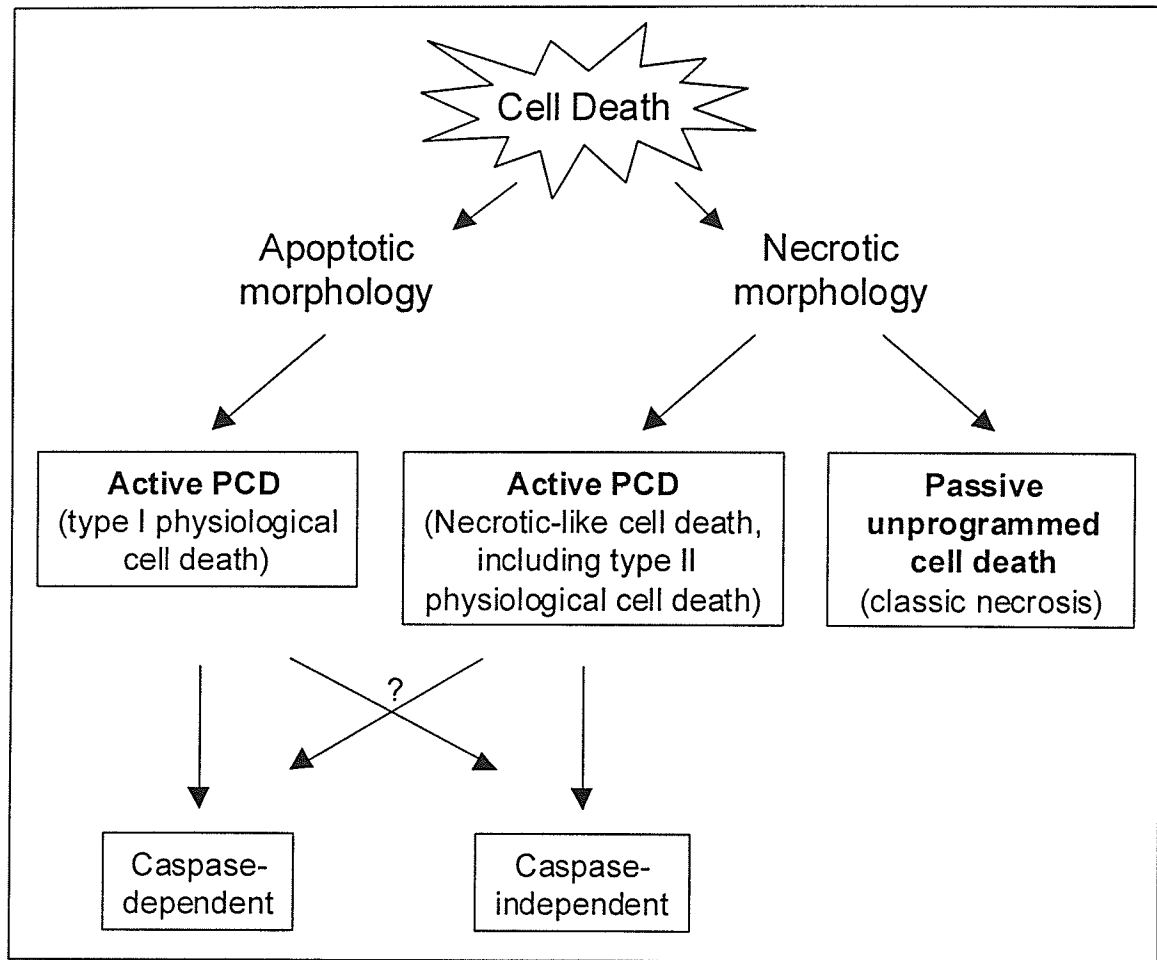 Cell Death
Apoptotic
morphology
Necrotic
morphology
Active PCD
(type I physiological
cell death)
Active PCD
(Necrotic-like cell death,
including type II
physiological cell death)
Passive
unprogrammed
cell death
(classic necrosis)
?
Caspase-
dependent
Caspase-
independent